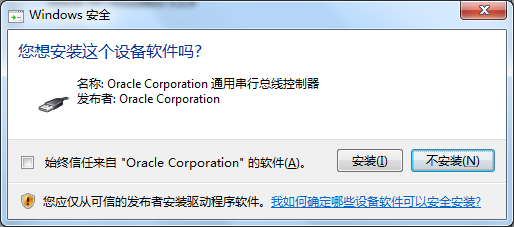 Windows 安全
您想安装这个设备软件吗?
名称: Oracle Corporation 通用串行总线控制器
发布者: Oracle Corporation
始终信任来自 "Oracle Corporation" 的软件(A)。
安装(I)
不安装(N)
您应仅从可信的发布者安装驱动程序软件。我如何确定哪些设备软件可以安全安装?